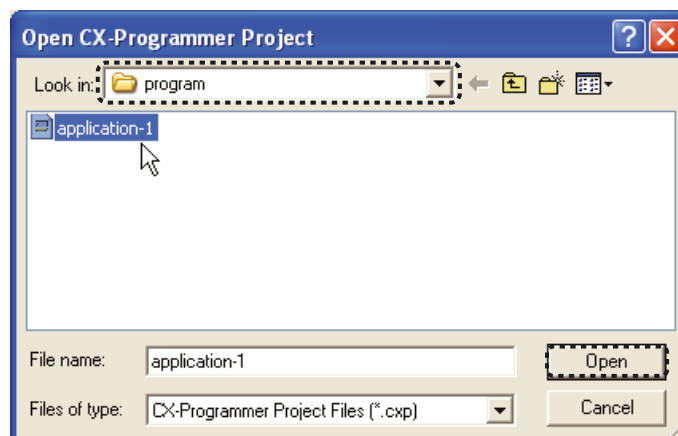 Open CX-Programmer Project
Look in: program
application-1
File name: application-1
Open
Files of type: CX-Programmer Project Files (*.cxp)
Cancel